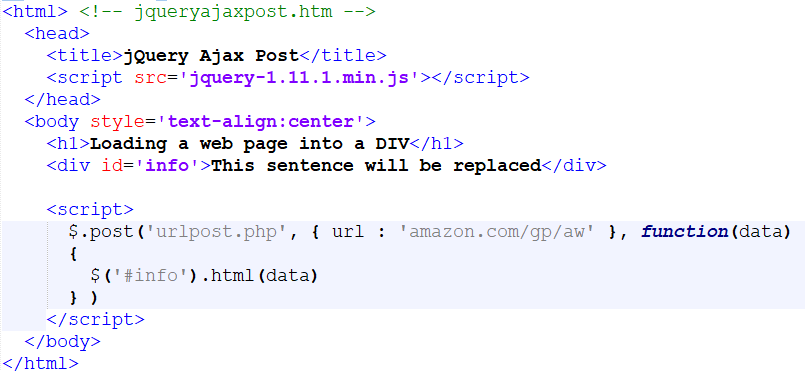 <html> <!-- jqueryajaxpost.htm -->
<head>
<title>jQuery Ajax Post</title>
<script src='jquery-1.11.1.min.js'></script>
</head>
<body style='text-align:center'>
<h1>Loading a web page into a DIV</h1>
<div id='info'>This sentence will be replaced</div>
<script>
$.post('urlpost.php', { url : 'amazon.com/gp/aw' }, function(data)
{
$('#info').html(data)
} )
</script>
</body>
</html>